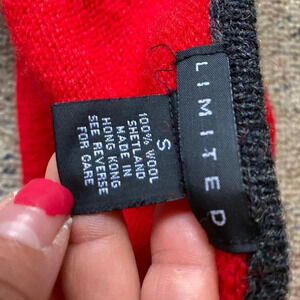 LIMITED
S
100% WOOL
SHETLAND
MADE IN
HONG KONG
SEE REVERSE
FOR CARE